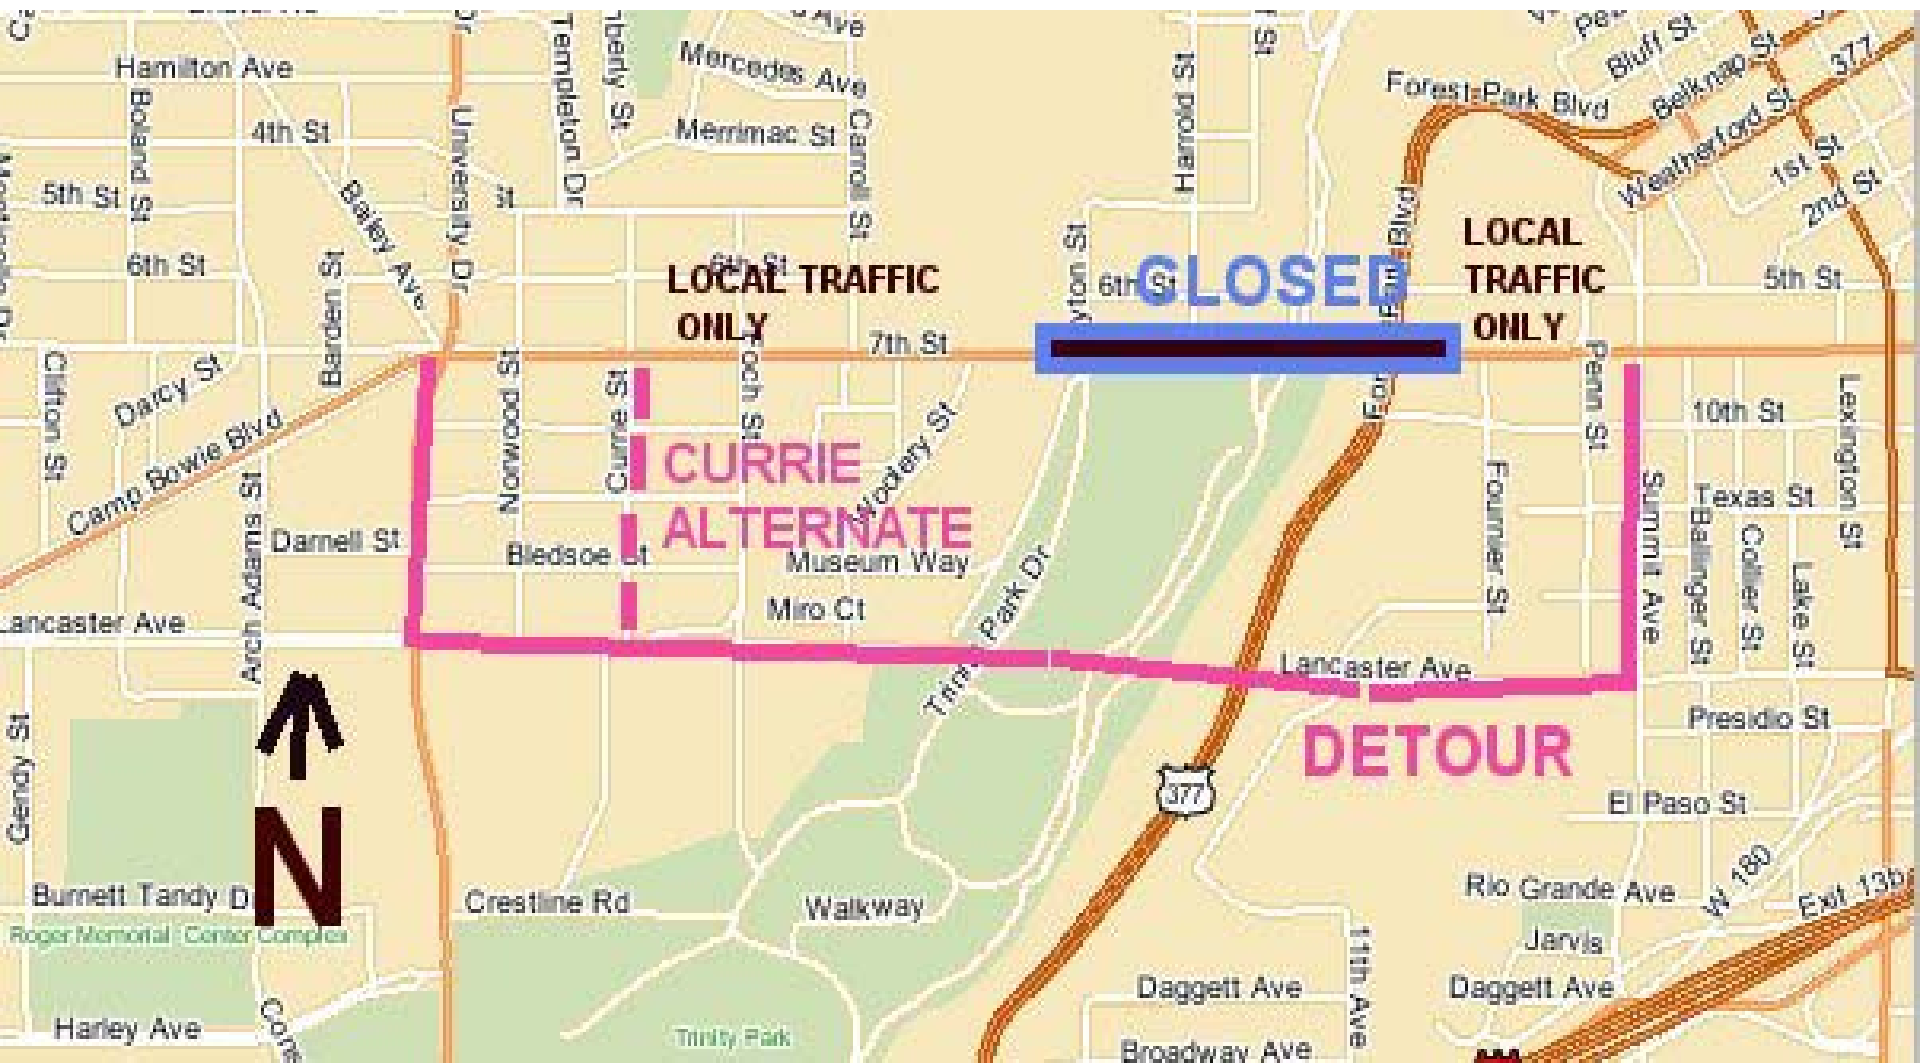 Hamilton Ave
Boland St
4th St
5th St
6th St
Bailey Ave
Barden St
University Dr
Templeton Dr
Mercedes Ave
Merrimac St
Carroll St
St
6th St
LOCAL TRAFFIC
ONLY
7th St
Harold St
6th St
CLOSED
Forest Park Blvd
Blvd
Bluff St
Belknap St
377
Weatherford St
1st St
2nd St
5th St
LOCAL
TRAFFIC
ONLY
Clifton St
Darcy St
Camp Bowie Blvd
Arch Adams St
Darnell St
Lancaster Ave
Norwood St
Currie St
CURRIE
ALTERNATE
Bledsoe St
Museum Way
Miro Ct
Park Dr
Penn St
10th St
Lexington St
Fournier St
Texas St
Summit Ave
Ballinger St
Collier St
Lake St
Lancaster Ave
DETOUR
Presidio St
377
El Paso St
Gendy St
N
Burnett Tandy D
Roger Memorial Center Complex
Harley Ave
Crestline Rd
Walkway
Trinity Park
Rio Grande Ave
W I 30
Exit 13b
Jarvis
11th Ave
Daggett Ave
Daggett Ave
Broadway Ave